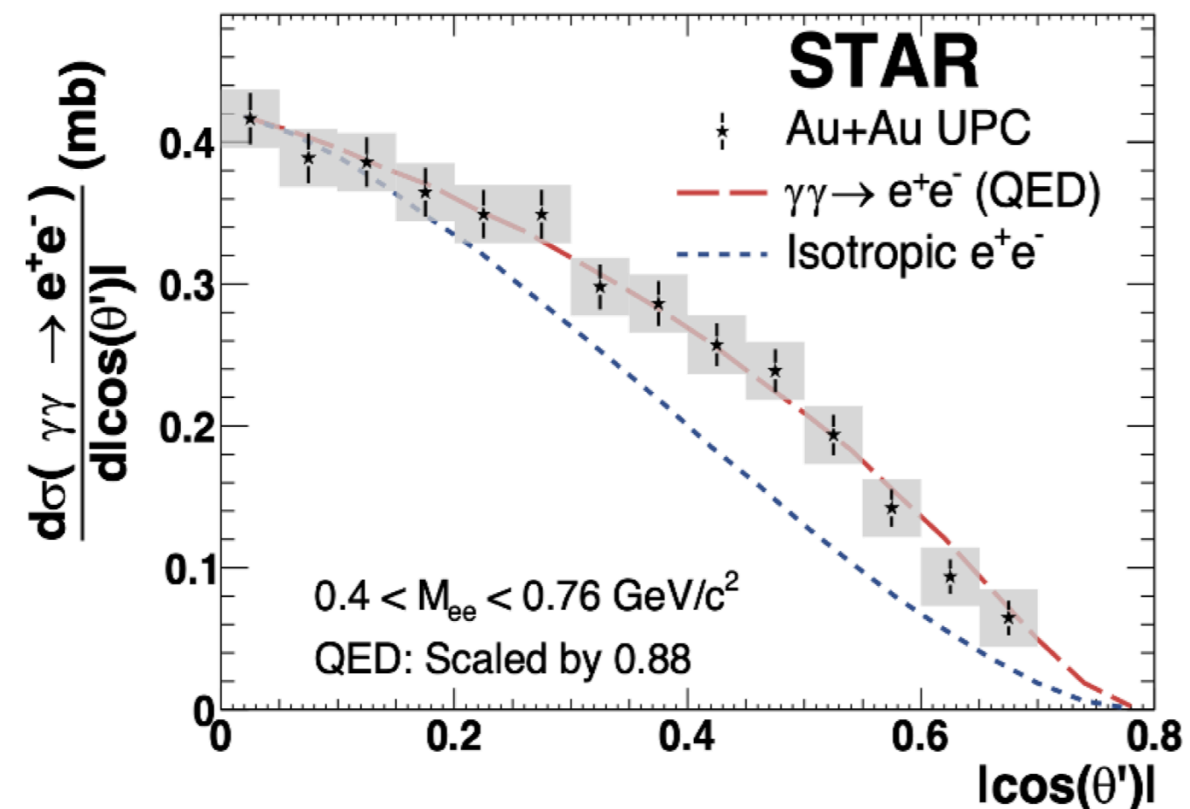 STAR
Au+Au UPC
γγ→ e⁺e⁻ (QED)
Isotropic e⁺e⁻
dσ( γγ → e⁺e⁻)
d|cos(θ')|
(mb)
0.4
0.3
0.2
0.1
0
0.4 < Mₑₑ < 0.76 GeV/c²
QED: Scaled by 0.88
0 0.2 0.4 0.6 0.8
|cos(θ')|